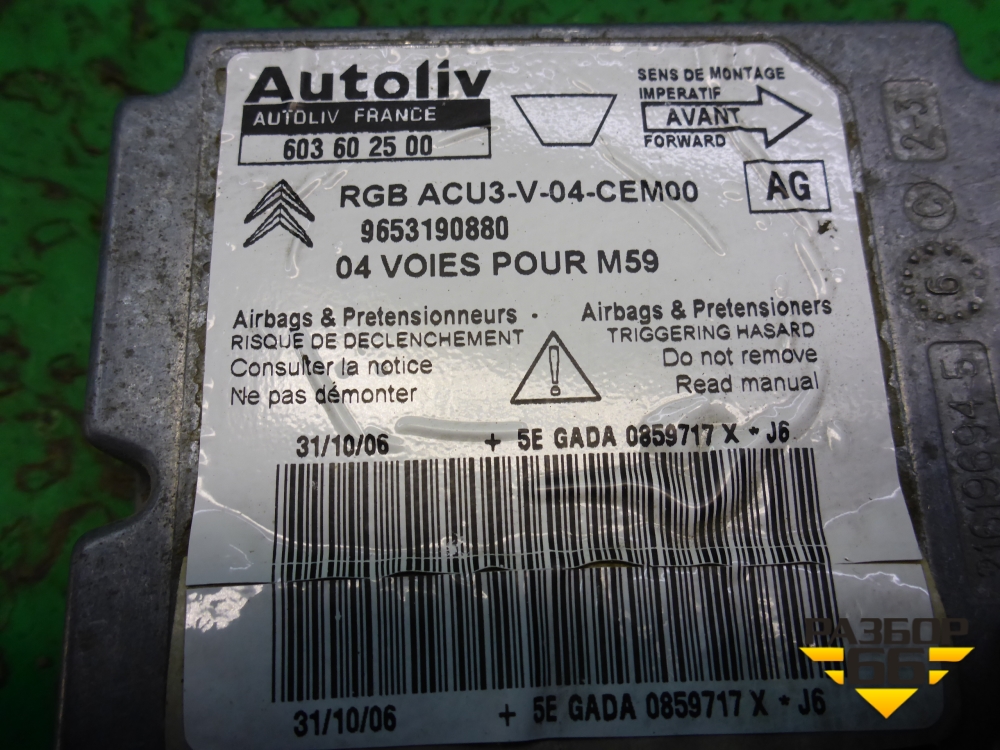 Autoliv
AUTOLIV FRANCE
603 60 25 00
SENS DE MONTAGE
IMPERATIF
AVANT
FORWARD
RGB ACU3-V-04-CEM00
AG
9653190880
04 VOIES POUR M59
Airbags & Pretensionneurs .
RISQUE DE DECLENCHEMENT
Consulter la notice
Ne pas démonter
Airbags & Pretensioners
TRIGGERING HASARD
Do not remove
Read manual
31/10/06 + 5E GADA 0859717 X * J6
31/10/06 + 5E GADA 0859717 X * J6
23
6 C
РАЗБОР
66